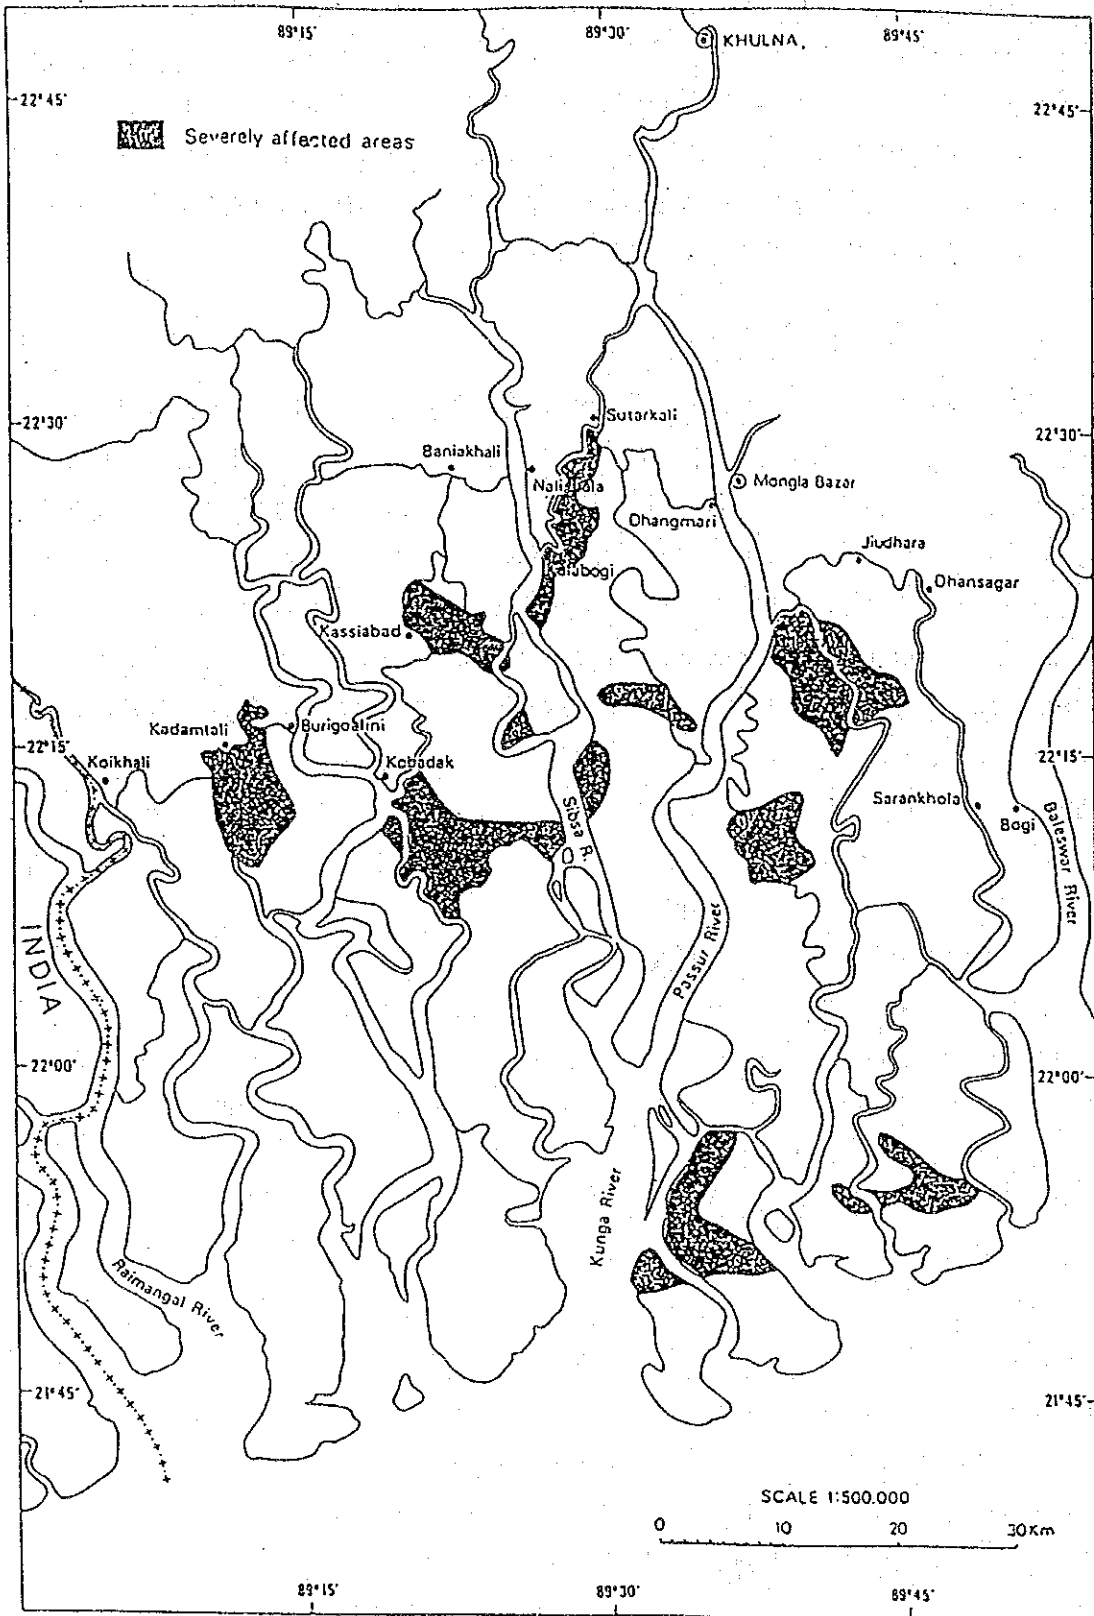 89°15' 89°30' 89°45'
KHULNA.
22°45' 22°45'
Severely affected areas
22°30' 22°30'
Sutarkali
Baniakhali
Mongla Bazar
Dhangmari
Jiudhara
Dhansagar
Kalabogi
Kassiabad
Kadamtali
Burigoalini
22°15' 22°15'
Koikhali
Kobadak
Sarankhola
Bogi
Sibsa R.
Baleswar River
Passur River
INDIA
22°00' 22°00'
Kunga River
Raimangal River
21°45' 21°45'
SCALE 1:500.000
0 10 20 30Km
89°15' 89°30' 89°45'